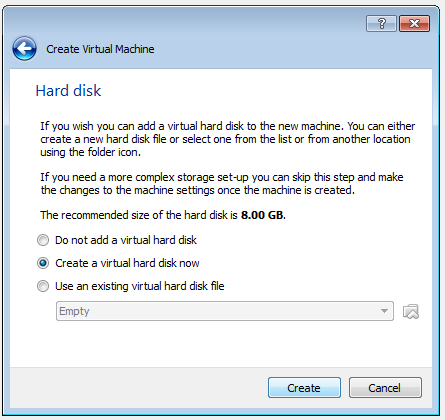 ?
Create Virtual Machine
Hard disk
If you wish you can add a virtual hard disk to the new machine. You can either
create a new hard disk file or select one from the list or from another location
using the folder icon.
If you need a more complex storage set-up you can skip this step and make
the changes to the machine settings once the machine is created.
The recommended size of the hard disk is 8.00 GB.
Do not add a virtual hard disk
Create a virtual hard disk now
Use an existing virtual hard disk file
Empty
Create Cancel